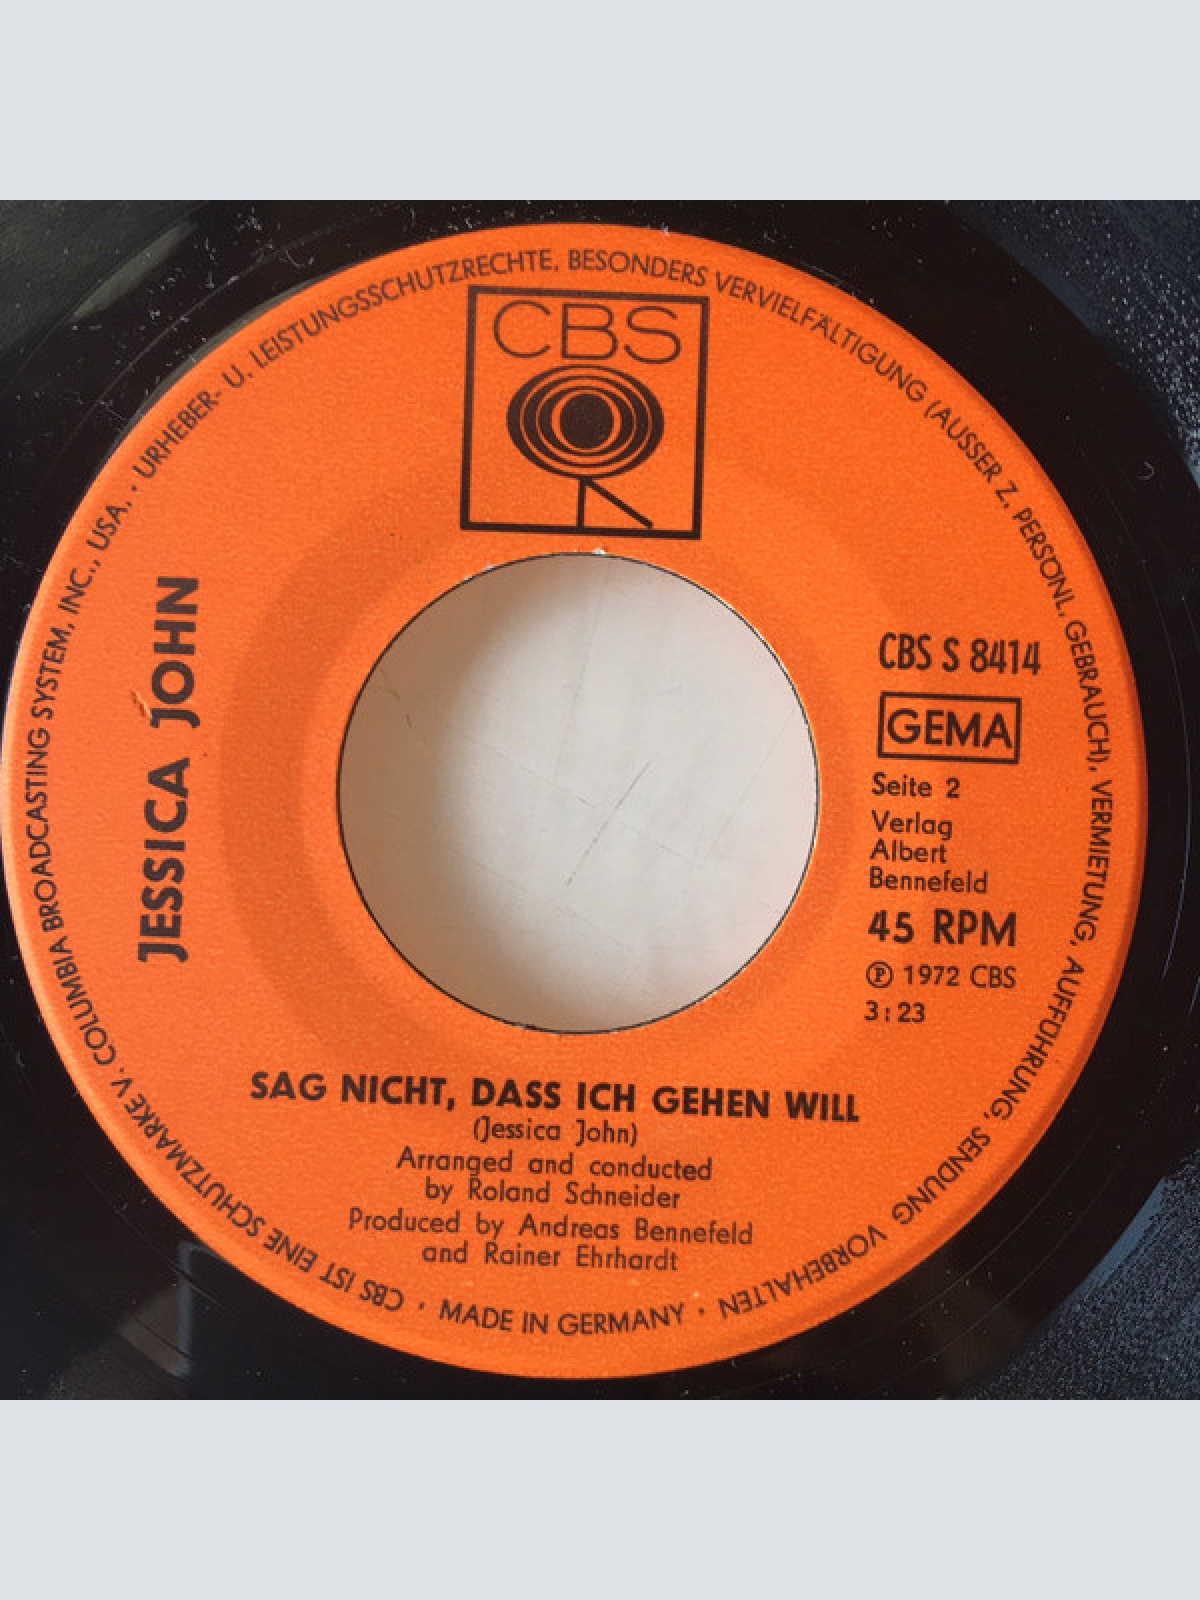 CBS
JESSICA JOHN
CBS S 8414
GEMA
Seite 2
Verlag
Albert
Bennefeld
45 RPM
Ⓟ 1972 CBS
3:23
SAG NICHT, DASS ICH GEHEN WILL
(Jessica John)
Arranged and conducted
by Roland Schneider
Produced by Andreas Bennefeld
and Rainer Ehrhardt
URHEBER- U. LEISTUNGSSCHUTZRECHTE, BESONDERS VERVIELFÄLTIGUNG (AUSSER Z. PERSÖNL. GEBRAUCH), VERMIETUNG, AUFFÜHRUNG, SENDUNG VORBEHALTEN · MADE IN GERMANY · CBS IST EINE SCHUTZMARKE V. COLUMBIA BROADCASTING SYSTEM, INC., USA. ·